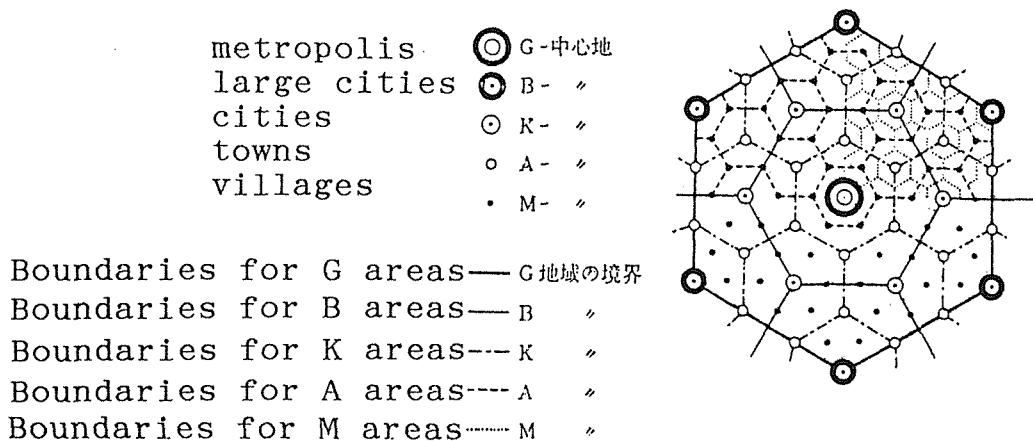 metropolis G-中心地
large cities B- 〃
cities K- 〃
towns A- 〃
villages M- 〃
Boundaries for G areas G地域の境界
Boundaries for B areas B 〃
Boundaries for K areas K 〃
Boundaries for A areas A 〃
Boundaries for M areas M 〃